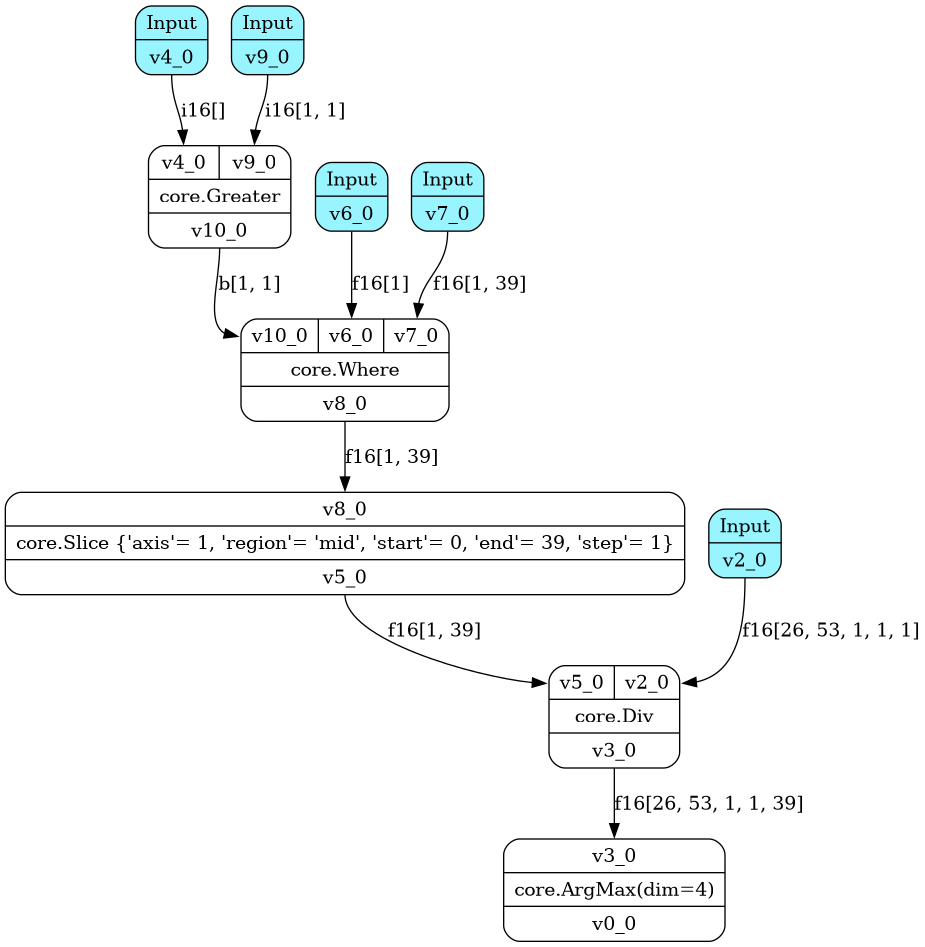 Input
v4_0
Input
v9_0
i16[]
i16[1, 1]
v4_0
v9_0
core.Greater
v10_0
Input
v6_0
Input
v7_0
b[1, 1]
f16[1]
f16[1, 39]
v10_0
v6_0
v7_0
core.Where
v8_0
f16[1, 39]
v8_0
core.Slice {'axis'= 1, 'region'= 'mid', 'start'= 0, 'end'= 39, 'step'= 1}
v5_0
Input
v2_0
f16[1, 39]
f16[26, 53, 1, 1, 1]
v5_0
v2_0
core.Div
v3_0
f16[26, 53, 1, 1, 39]
v3_0
core.ArgMax(dim=4)
v0_0